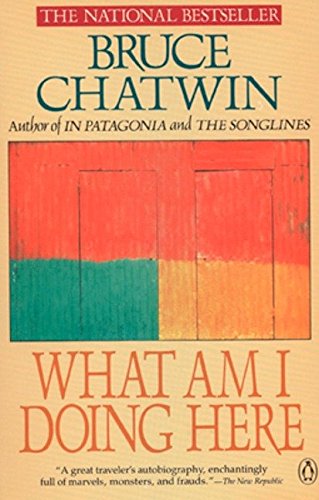 THE NATIONAL BESTSELLER
BRUCE
CHATWIN
Author of IN PATAGONIA and THE SONGLINES
WHAT AM I
DOING HERE
"A great traveler's autobiography, enchantingly
full of marvels, monsters, and frauds."—The New Republic